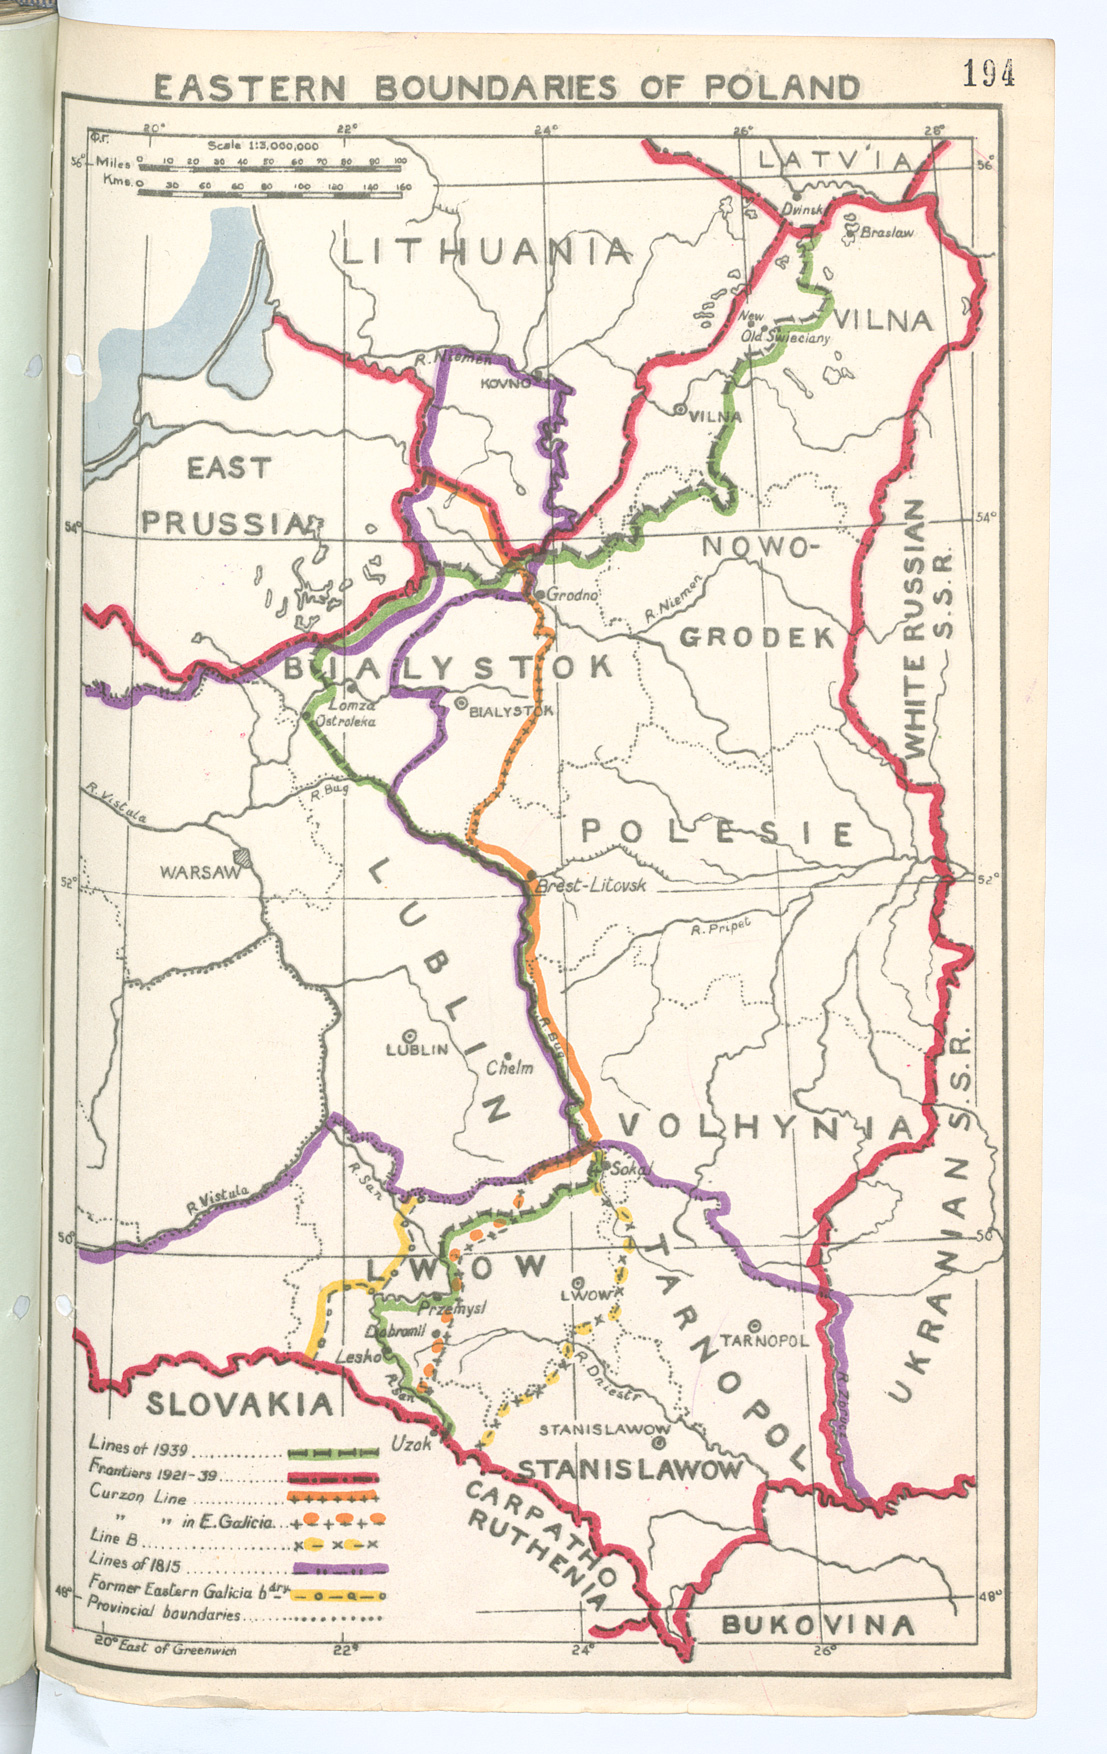 194
EASTERN BOUNDARIES OF POLAND
20° 22° 24° 26° 28°
Φ.Γ.
Scale 1:3,000,000
56° Miles 0 10 20 30 40 50 60 70 80 90 100
Kms. 0 30 60 80 100 120 140 160
56°
LATVIA
Dvinsk
Braslaw
LITHUANIA
New
Old Swieciany
VILNA
R. Niemen
KOVNO
VILNA
EAST
PRUSSIA
54°
54°
NOWO-
GRODEK
WHITE RUSSIAN
S.S.R.
Grodno
R. Niemen
BIALYSTOK
Lomza
Ostroleka
BIALYSTOK
R. Vistula
R. Bug
WARSAW
POLESIE
52°
Brest-Litovsk
52°
R. Pripet
LUBLIN
LUBLIN
Chelm
R. Bug
VOLHYNIA
R. San
Sokal
R. Vistula
50°
50°
LWOW
LWOW
Przemysl
Dobromil
Lesko
R. San
TARNOPOL
TARNOPOL
UKRANIAN S.S.R.
R. Zbrucz
R. Dniestr
SLOVAKIA
Uzok
STANISLAWOW
STANISLAWOW
CARPATHO
RUTHENIA
BUKOVINA
Lines of 1939
Frontiers 1921-39
Curzon Line
" " in E. Galicia
Line B
Lines of 1815
Former Eastern Galicia bdry.
Provincial boundaries
48°
48°
20° East of Greenwich 22° 24° 26°